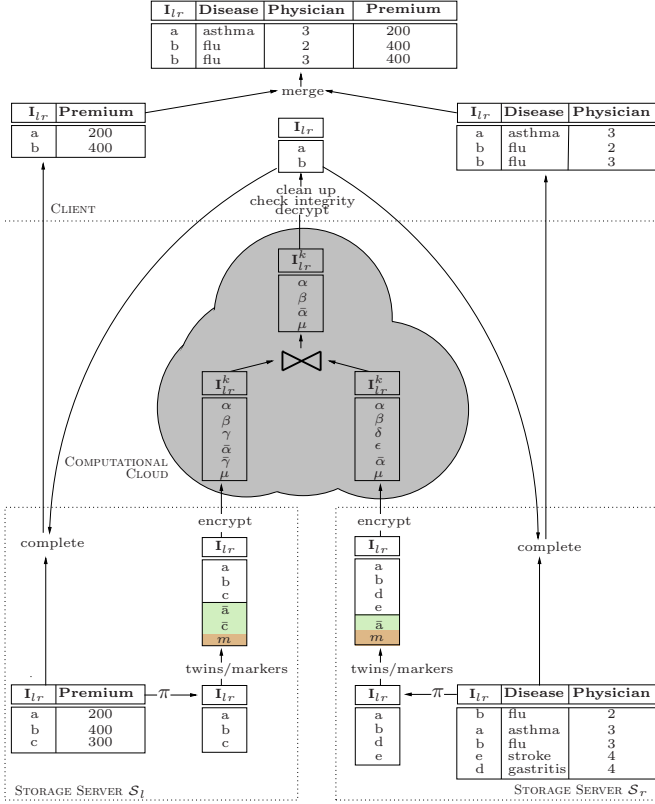 I_lr Disease Physician Premium
a asthma 3 200
b flu 2 400
b flu 3 400
merge
I_lr Premium
a 200
b 400
I_lr
a
b
I_lr Disease Physician
a asthma 3
b flu 2
b flu 3
clean up
check integrity
decrypt
CLIENT
I^k_lr
α
β
ᾱ
μ
⋈
I^k_lr
α
β
γ
ᾱ
γ̄
μ
I^k_lr
α
β
δ
ϵ
ᾱ
μ
COMPUTATIONAL
CLOUD
encrypt
encrypt
complete
complete
I_lr
a
b
c
ā
c̄
m
I_lr
a
b
d
e
ā
m
twins/markers
twins/markers
I_lr Premium
a 200
b 400
c 300
π
I_lr
a
b
c
I_lr
a
b
d
e
π
I_lr Disease Physician
b flu 2
a asthma 3
b flu 3
e stroke 4
d gastritis 4
STORAGE SERVER S_l
STORAGE SERVER S_r